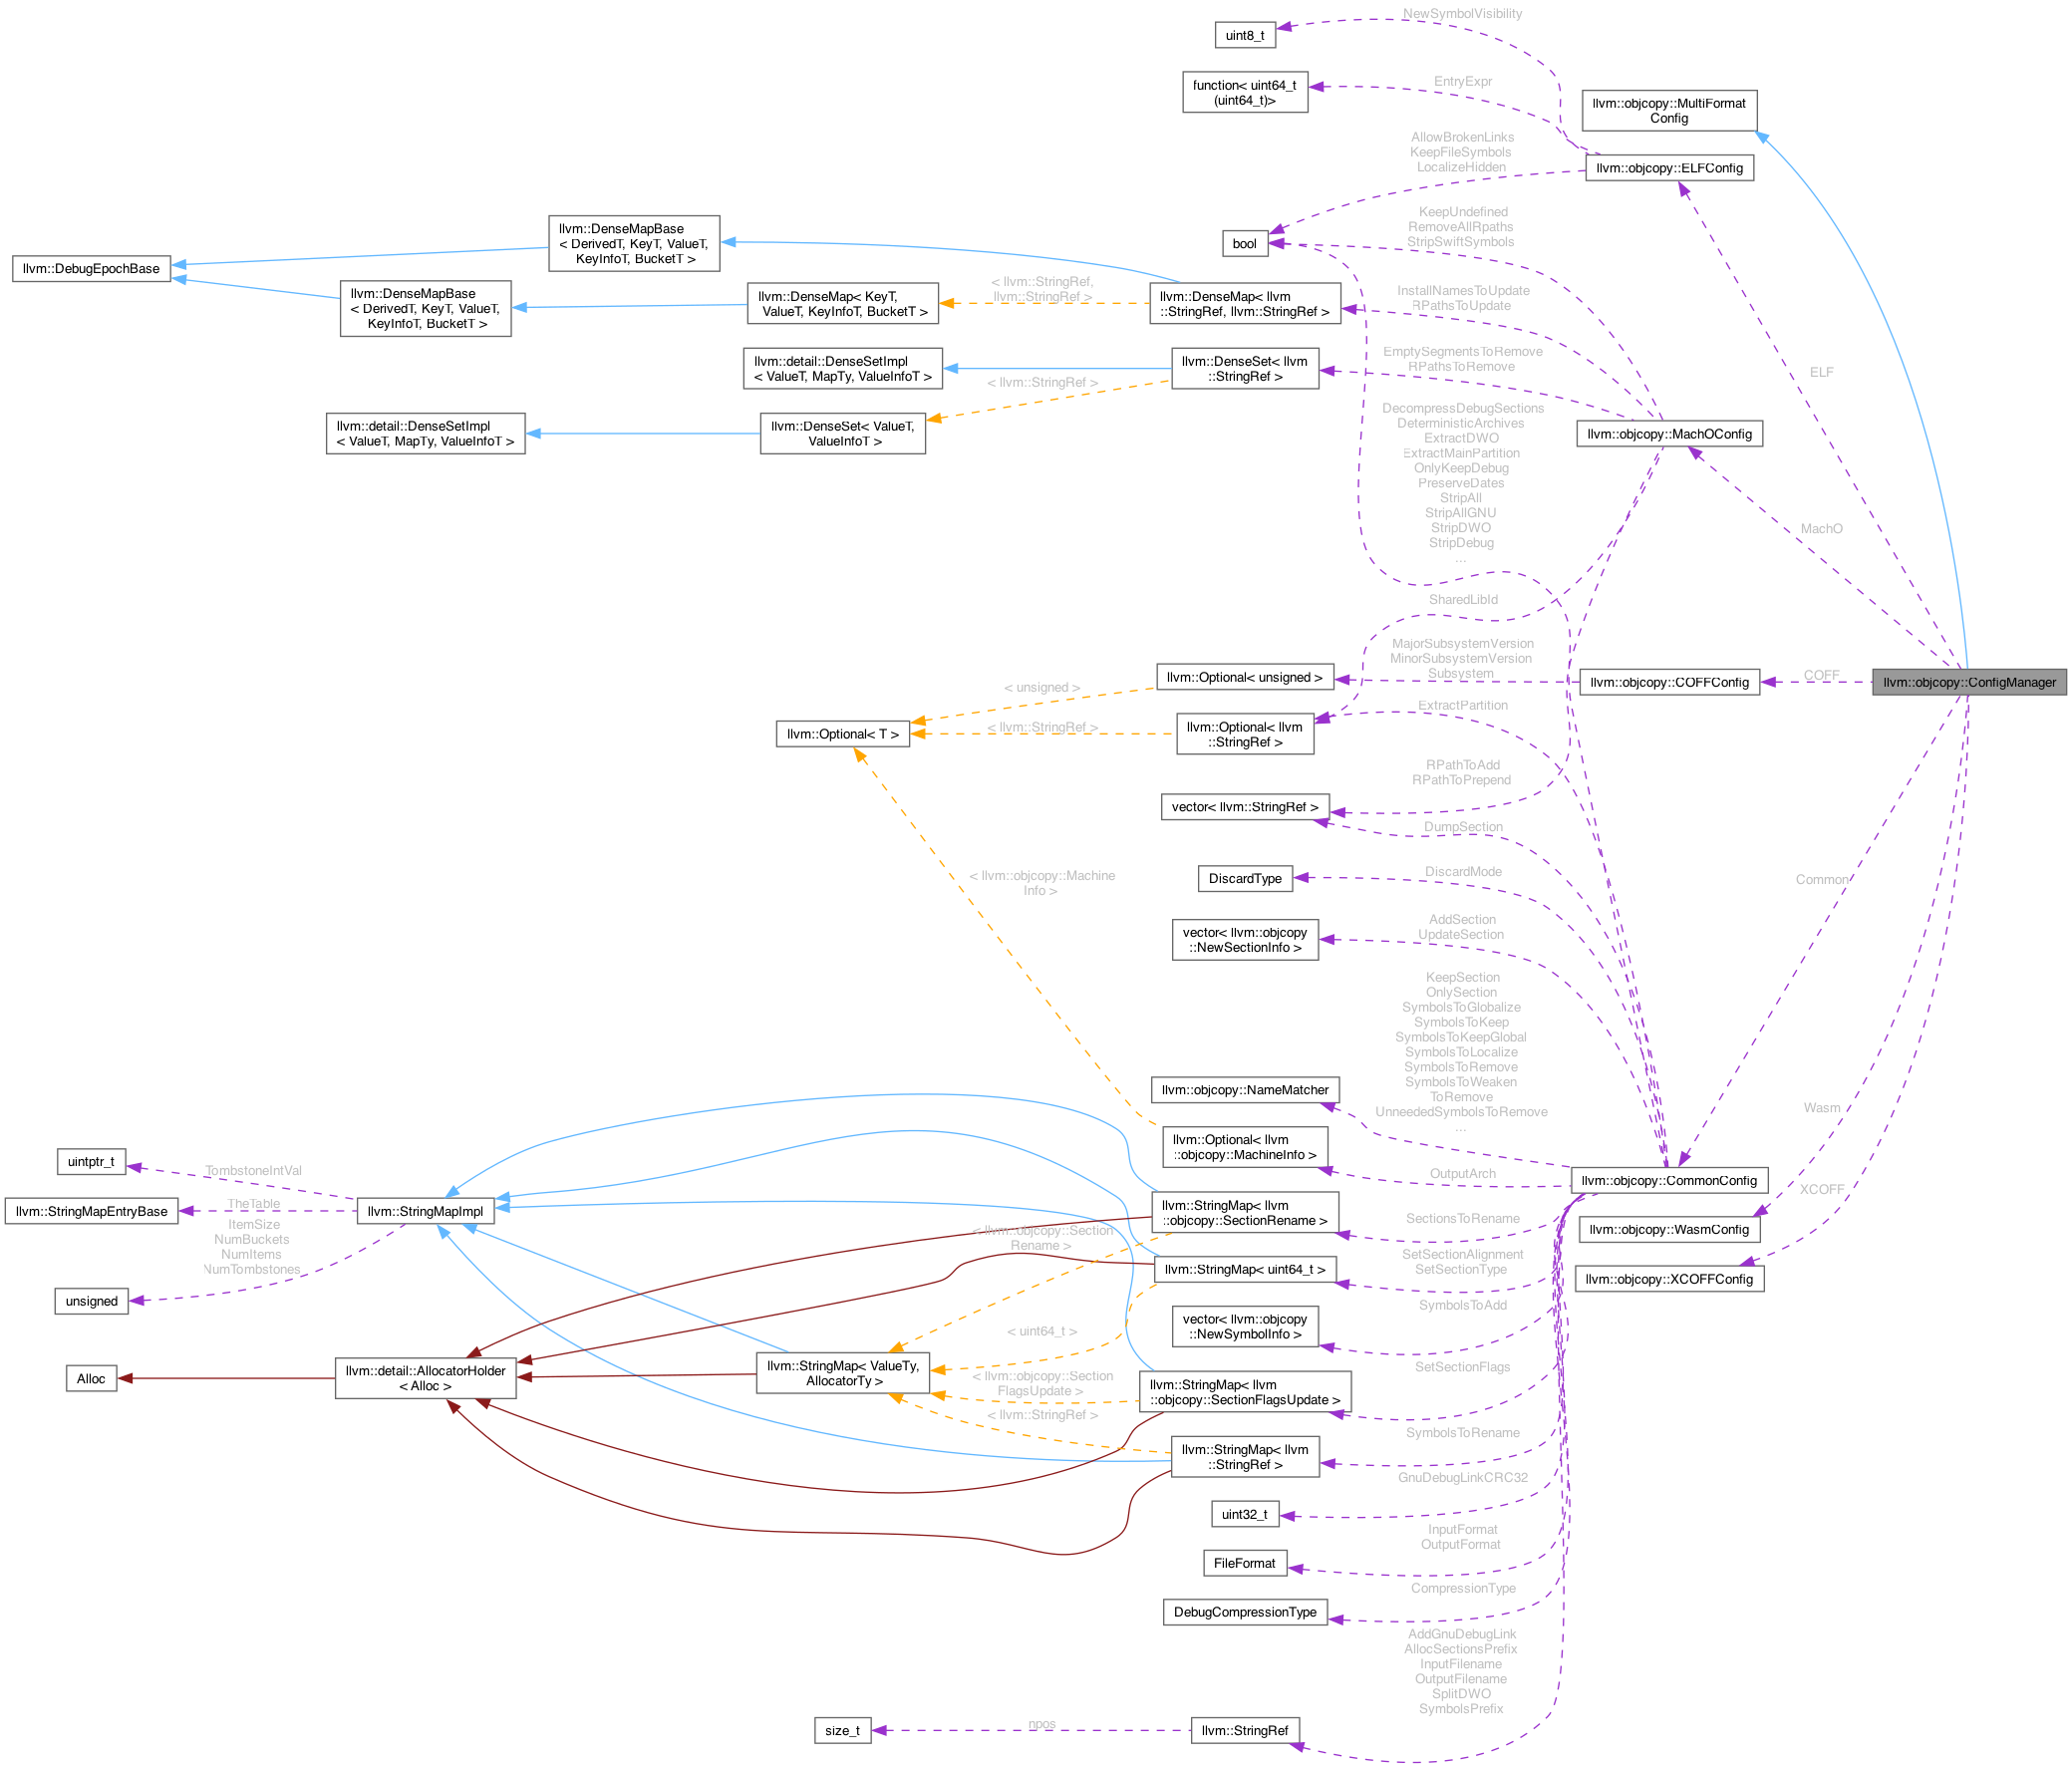 NewSymbolVisibility
uint8_t
function< uint64_t
(uint64_t)>
EntryExpr
llvm::objcopy::MultiFormat
Config
AllowBrokenLinks
KeepFileSymbols
LocalizeHidden
llvm::objcopy::ELFConfig
KeepUndefined
RemoveAllRpaths
StripSwiftSymbols
bool
llvm::DenseMapBase
< DerivedT, KeyT, ValueT,
KeyInfoT, BucketT >
llvm::DebugEpochBase
llvm::DenseMapBase
< DerivedT, KeyT, ValueT,
KeyInfoT, BucketT >
llvm::DenseMap< KeyT,
ValueT, KeyInfoT, BucketT >
< llvm::StringRef,
llvm::StringRef >
llvm::DenseMap< llvm
::StringRef, llvm::StringRef >
InstallNamesToUpdate
RPathsToUpdate
llvm::detail::DenseSetImpl
< ValueT, MapTy, ValueInfoT >
llvm::DenseSet< llvm
::StringRef >
EmptySegmentsToRemove
RPathsToRemove
ELF
< llvm::StringRef >
llvm::detail::DenseSetImpl
< ValueT, MapTy, ValueInfoT >
llvm::DenseSet< ValueT,
ValueInfoT >
llvm::objcopy::MachOConfig
DecompressDebugSections
DeterministicArchives
ExtractDWO
ExtractMainPartition
OnlyKeepDebug
PreserveDates
StripAll
StripAllGNU
StripDWO
StripDebug
...
MachO
SharedLibId
MajorSubsystemVersion
MinorSubsystemVersion
Subsystem
llvm::Optional< unsigned >
< unsigned >
llvm::objcopy::COFFConfig
COFF
llvm::objcopy::ConfigManager
llvm::Optional< T >
< llvm::StringRef >
llvm::Optional< llvm
::StringRef >
ExtractPartition
RPathToAdd
RPathToPrepend
vector< llvm::StringRef >
DumpSection
< llvm::objcopy::Machine
Info >
DiscardType
DiscardMode
Common
vector< llvm::objcopy
::NewSectionInfo >
AddSection
UpdateSection
KeepSection
OnlySection
SymbolsToGlobalize
SymbolsToKeep
SymbolsToKeepGlobal
SymbolsToLocalize
SymbolsToRemove
SymbolsToWeaken
ToRemove
UnneededSymbolsToRemove
...
llvm::objcopy::NameMatcher
Wasm
llvm::Optional< llvm
::objcopy::MachineInfo >
OutputArch
llvm::objcopy::CommonConfig
XCOFF
uintptr_t
TombstoneIntVal
llvm::StringMapEntryBase
TheTable
llvm::StringMapImpl
ItemSize
NumBuckets
NumItems
NumTombstones
unsigned
llvm::StringMap< llvm
::objcopy::SectionRename >
< llvm::objcopy::Section
Rename >
SectionsToRename
llvm::objcopy::WasmConfig
llvm::StringMap< uint64_t >
SetSectionAlignment
SetSectionType
llvm::objcopy::XCOFFConfig
SymbolsToAdd
vector< llvm::objcopy
::NewSymbolInfo >
< uint64_t >
Alloc
llvm::detail::AllocatorHolder
< Alloc >
llvm::StringMap< ValueTy,
AllocatorTy >
< llvm::objcopy::Section
FlagsUpdate >
llvm::StringMap< llvm
::objcopy::SectionFlagsUpdate >
SetSectionFlags
< llvm::StringRef >
llvm::StringMap< llvm
::StringRef >
SymbolsToRename
GnuDebugLinkCRC32
uint32_t
InputFormat
OutputFormat
FileFormat
CompressionType
DebugCompressionType
AddGnuDebugLink
AllocSectionsPrefix
InputFilename
OutputFilename
SplitDWO
SymbolsPrefix
size_t
npos
llvm::StringRef